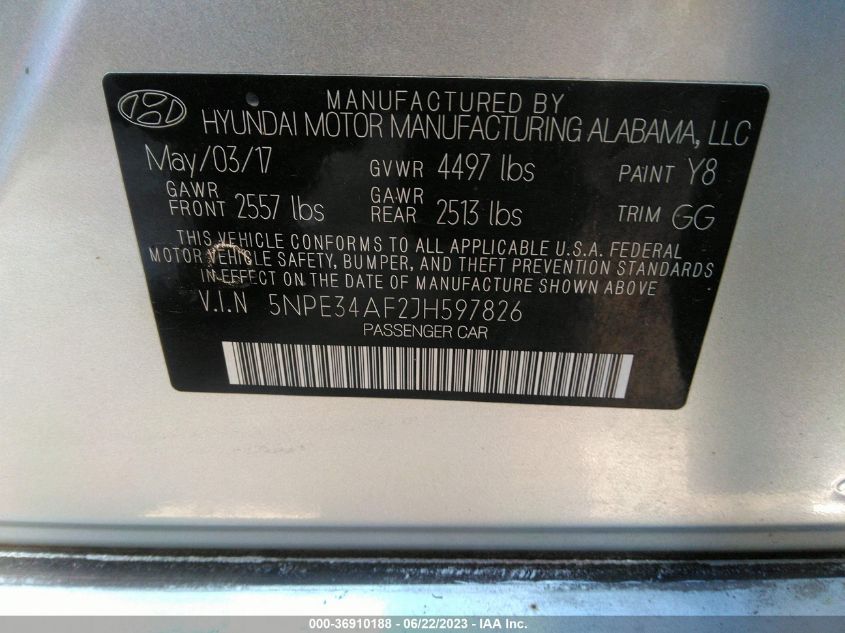 MANUFACTURED BY
HYUNDAI MOTOR MANUFACTURING ALABAMA, LLC
May/03/17 GVWR 4497 lbs PAINT Y8
GAWR FRONT 2557 lbs GAWR REAR 2513 lbs TRIM GG
THIS VEHICLE CONFORMS TO ALL APPLICABLE U.S.A. FEDERAL
MOTOR VEHICLE SAFETY, BUMPER, AND THEFT PREVENTION STANDARDS
IN EFFECT ON THE DATE OF MANUFACTURE SHOWN ABOVE
V.I.N 5NPE34AF2JH597826
PASSENGER CAR
000-36910188 - 06/22/2023 - IAA Inc.